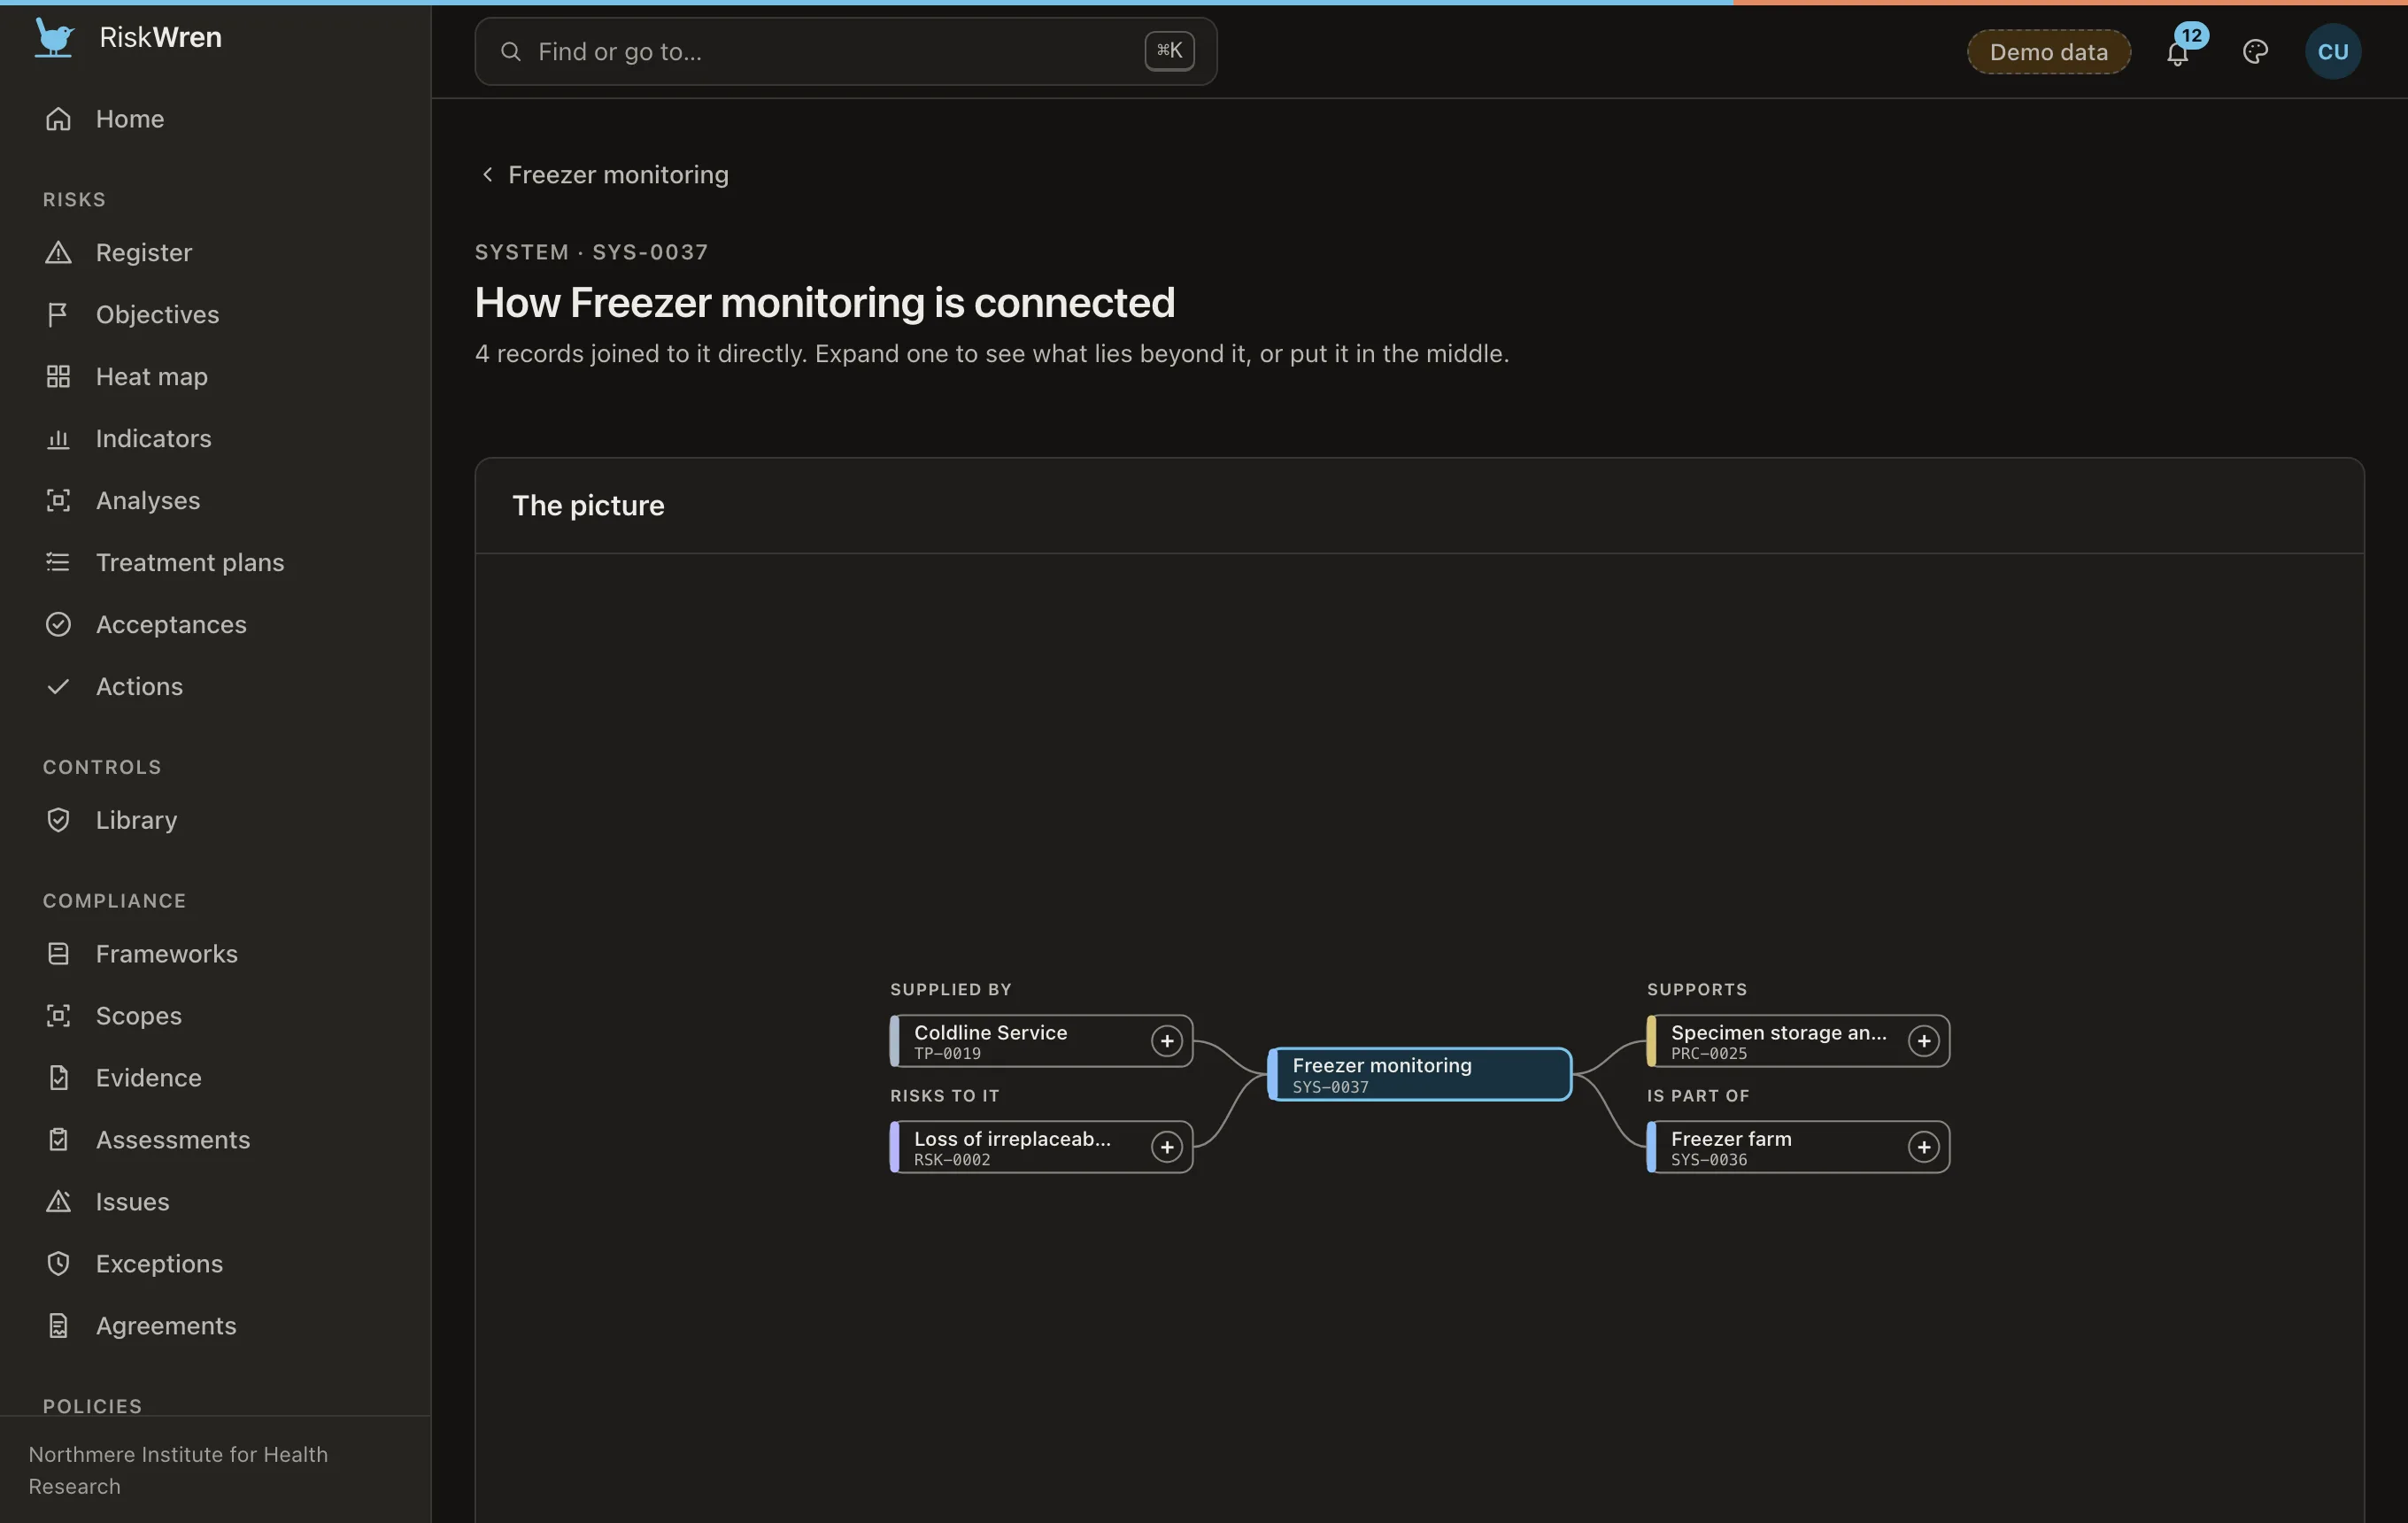 RiskWren
Find or go to...
⌘K
Demo data
12
CU
Home
RISKS
Register
Objectives
Heat map
Indicators
Analyses
Treatment plans
Acceptances
Actions
CONTROLS
Library
COMPLIANCE
Frameworks
Scopes
Evidence
Assessments
Issues
Exceptions
Agreements
POLICIES
Northmere Institute for Health
Research
Freezer monitoring
SYSTEM · SYS-0037
How Freezer monitoring is connected
4 records joined to it directly. Expand one to see what lies beyond it, or put it in the middle.
The picture
SUPPLIED BY
Coldline Service
TP-0019
RISKS TO IT
Loss of irreplaceab...
RSK-0002
Freezer monitoring
SYS-0037
SUPPORTS
Specimen storage an...
PRC-0025
IS PART OF
Freezer farm
SYS-0036